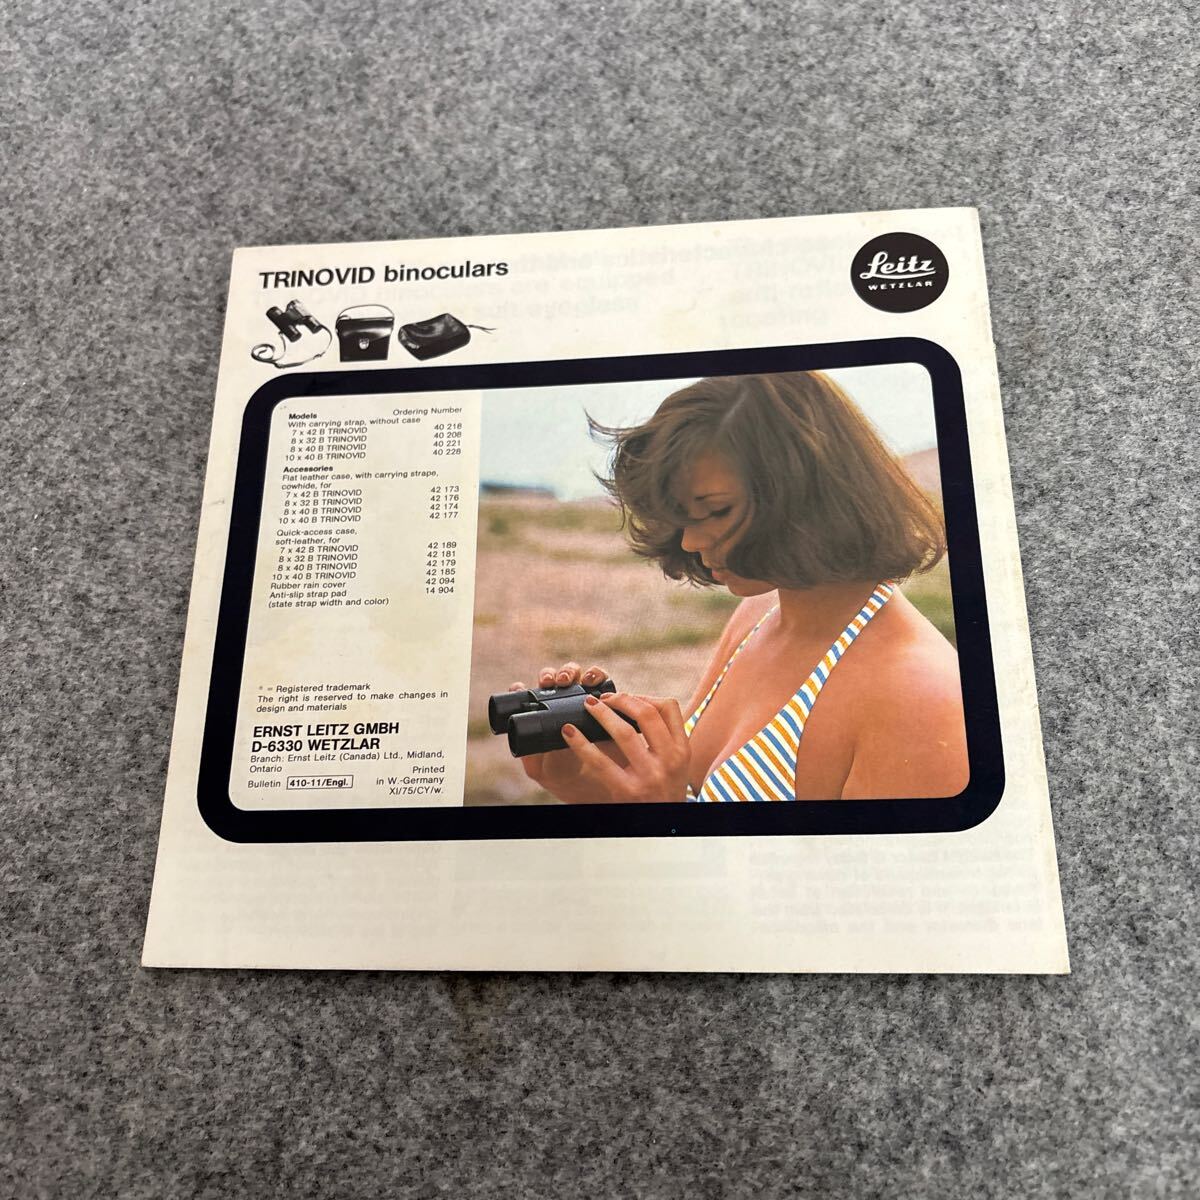 TRINOVID binoculars
Leitz
WETZLAR
Models Ordering Number
With carrying strap, without case
7 x 42 B TRINOVID 40 218
8 x 32 B TRINOVID 40 208
8 x 40 B TRINOVID 40 221
10 x 40 B TRINOVID 40 228
Accessories
Flat leather case, with carrying strape,
cowhide, for
7 x 42 B TRINOVID 42 173
8 x 32 B TRINOVID 42 176
8 x 40 B TRINOVID 42 174
10 x 40 B TRINOVID 42 177
Quick-access case,
soft-leather, for
7 x 42 B TRINOVID 42 189
8 x 32 B TRINOVID 42 181
8 x 40 B TRINOVID 42 179
10 x 40 B TRINOVID 42 185
Rubber rain cover 42 094
Anti-slip strap pad 14 904
(state strap width and color)
* = Registered trademark
The right is reserved to make changes in
design and materials
ERNST LEITZ GMBH
D-6330 WETZLAR
Branch: Ernst Leitz (Canada) Ltd., Midland,
Ontario
Printed
Bulletin 410-11/Engl. in W.-Germany
XI/75/CY/w.